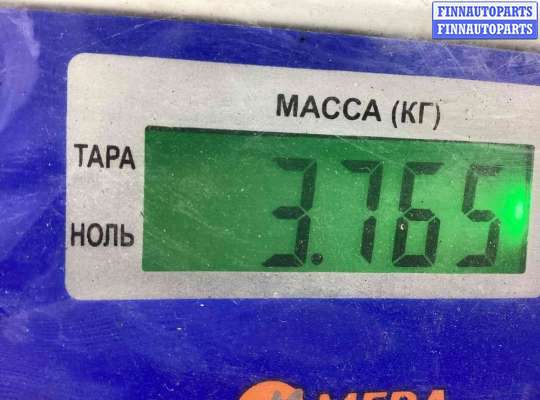 FINNAUTOPARTS
FINNAUTOPARTS
МАССА (КГ)
ТАРА
3.765
НОЛЬ